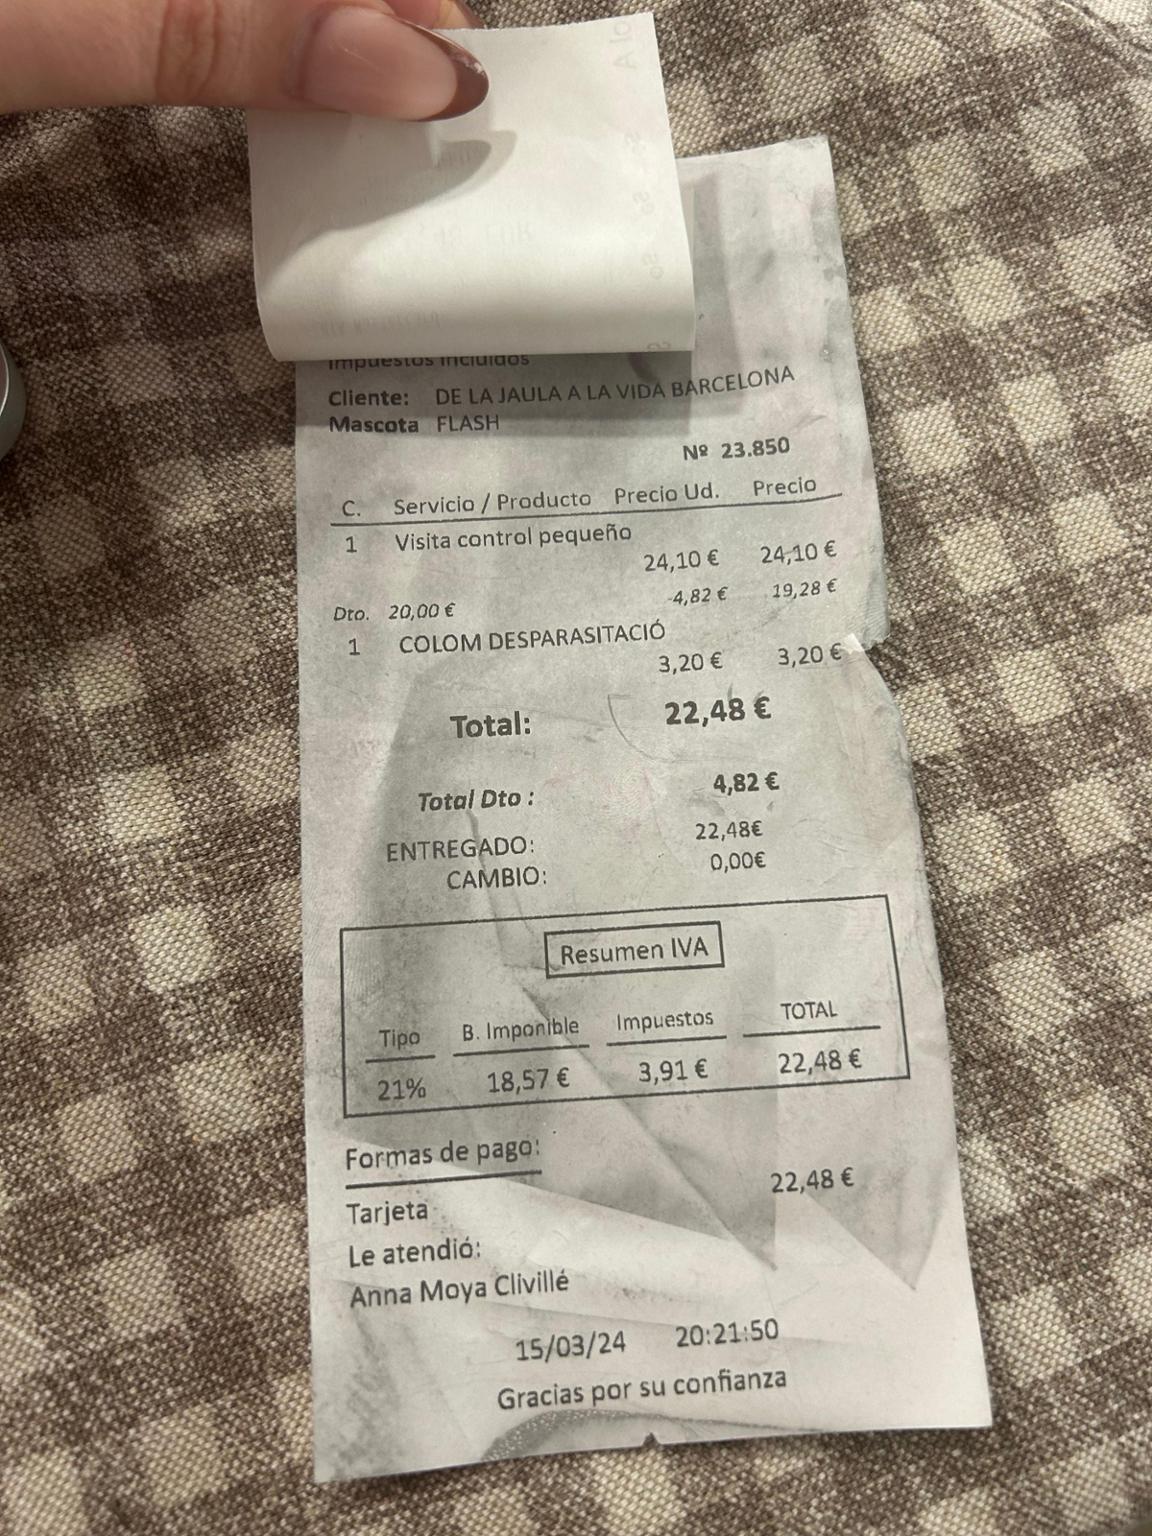 Impuestos Incluidos
Cliente: DE LA JAULA A LA VIDA BARCELONA
Mascota FLASH
Nº 23.850
C. Servicio / Producto Precio Ud. Precio
1 Visita control pequeño
24,10 € 24,10 €
Dto. 20,00 € -4,82 € 19,28 €
1 COLOM DESPARASITACIÓ
3,20 € 3,20 €
Total: 22,48 €
Total Dto : 4,82 €
ENTREGADO: 22,48€
CAMBIO: 0,00€
Resumen IVA
Tipo B. Imponible Impuestos TOTAL
21% 18,57 € 3,91 € 22,48 €
Formas de pago:
Tarjeta 22,48 €
Le atendió:
Anna Moya Clivillé
15/03/24 20:21:50
Gracias por su confianza